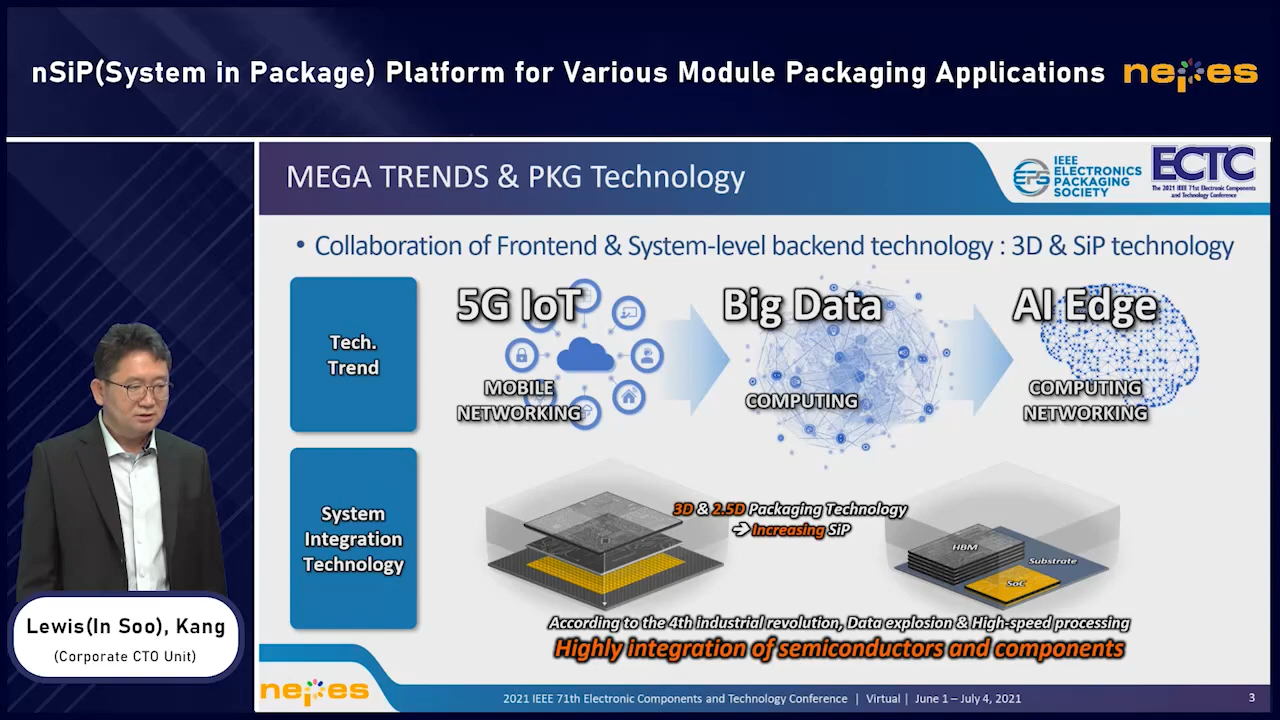 nSiP(System in Package) Platform for Various Module Packaging Applications
nepes
MEGA TRENDS & PKG Technology
EPS
IEEE
ELECTRONICS
PACKAGING
SOCIETY
ECTC
The 2021 IEEE 71st Electronic Components
and Technology Conference
• Collaboration of Frontend & System-level backend technology : 3D & SiP technology
Tech.
Trend
5G IoT
MOBILE
NETWORKING
Big Data
COMPUTING
AI Edge
COMPUTING
NETWORKING
System
Integration
Technology
3D & 2.5D Packaging Technology
➔ Increasing SiP
HBM
Substrate
SoC
According to the 4th industrial revolution, Data explosion & High-speed processing
Highly integration of semiconductors and components
Lewis(In Soo), Kang
(Corporate CTO Unit)
nepes
2021 IEEE 71st Electronic Components and Technology Conference | Virtual | June 1 – July 4, 2021
3